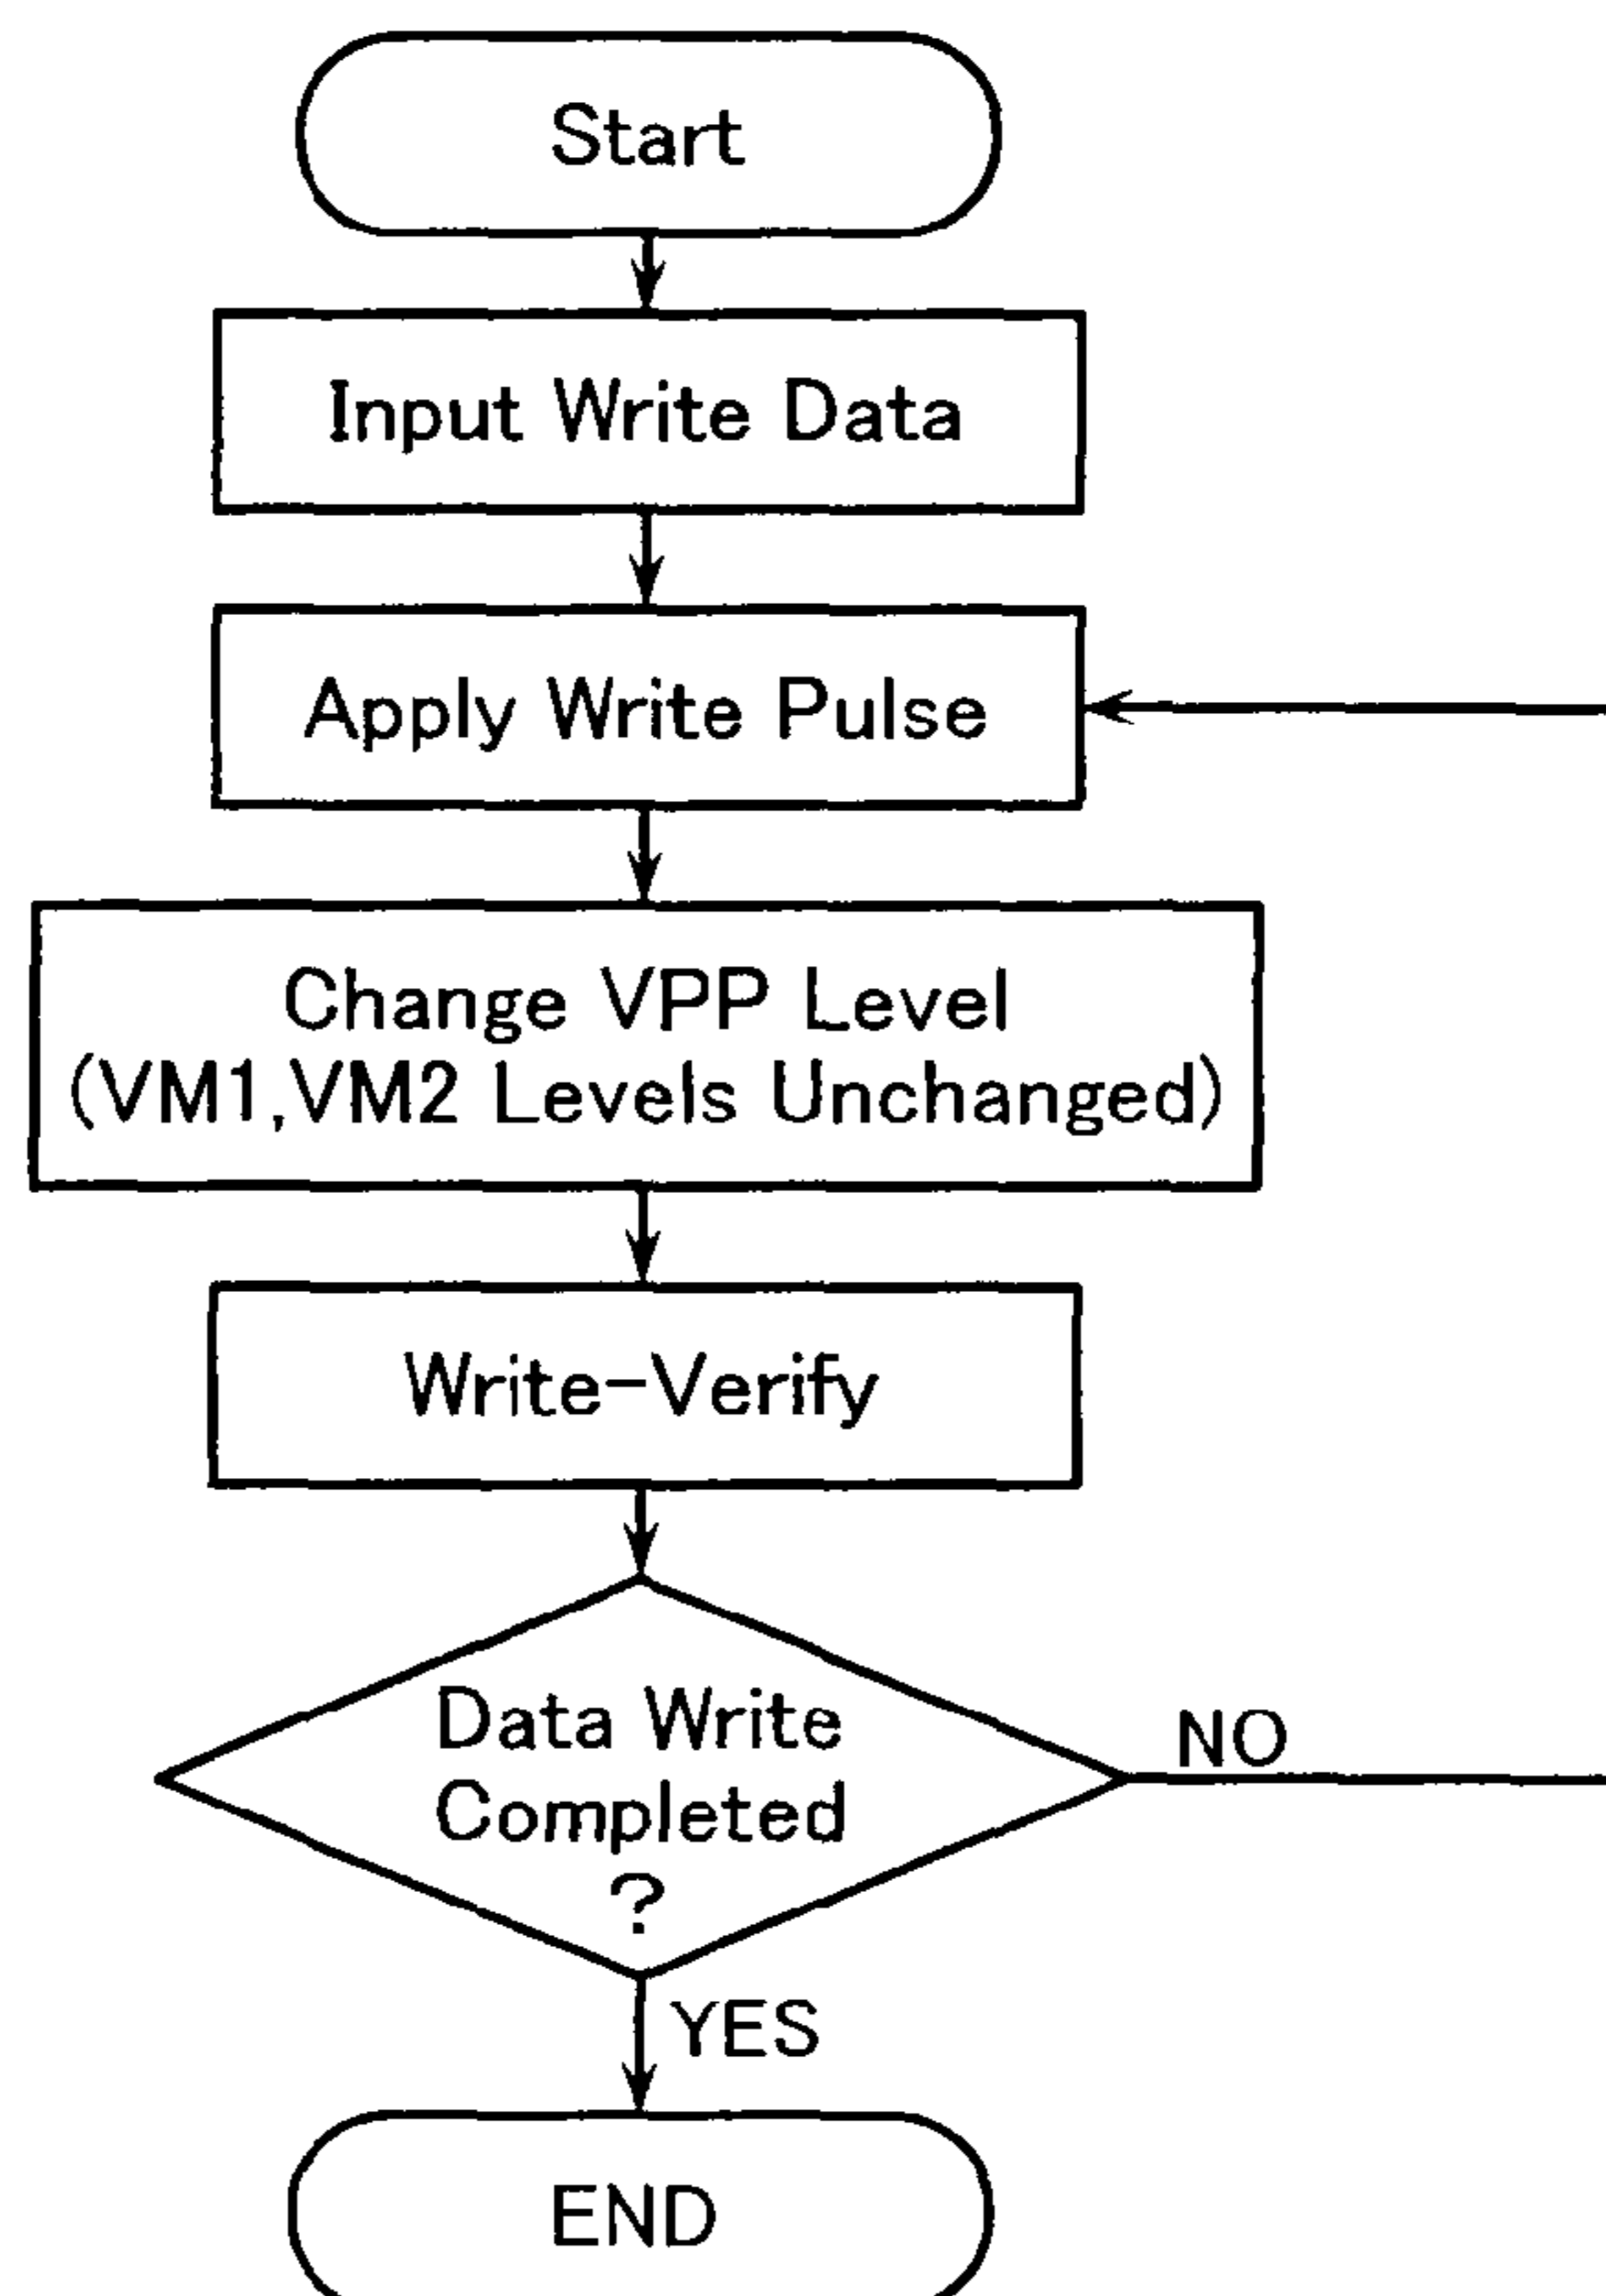 Start
Input Write Data
Apply Write Pulse
Change VPP Level
(VM1,VM2 Levels Unchanged)
Write-Verify
Data Write
Completed
?
NO
YES
END